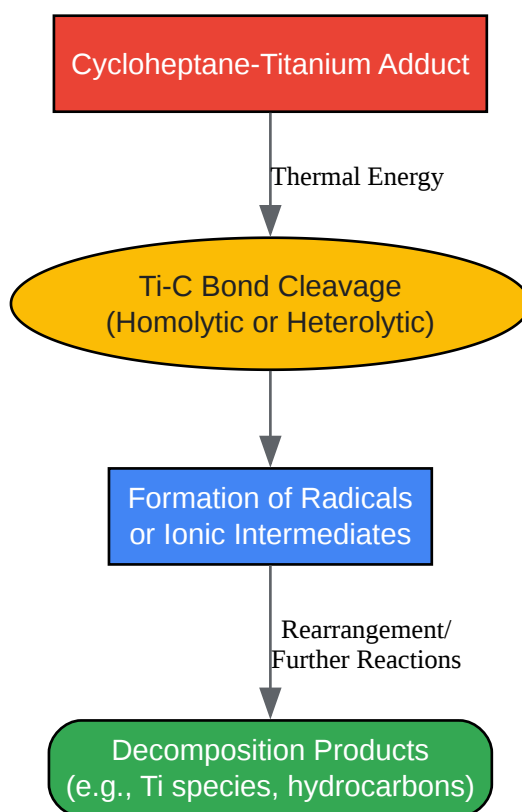 Cycloheptane-Titanium Adduct
Thermal Energy
Ti-C Bond Cleavage
(Homolytic or Heterolytic)
Formation of Radicals
or Ionic Intermediates
Rearrangement/
Further Reactions
Decomposition Products
(e.g., Ti species, hydrocarbons)